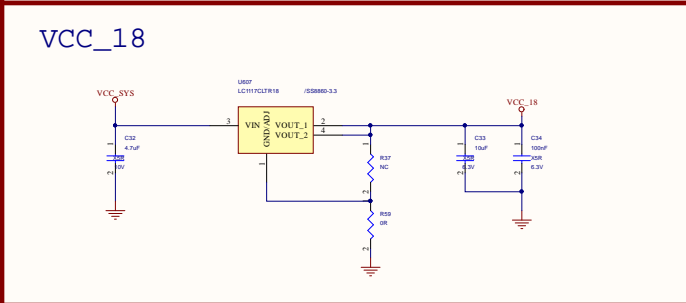 VCC_18
U607
LC1117CLTR18 /SS6860-3.3
VCC_SYS
VCC_18
3 VIN VOUT_1 2
VOUT_2 4
GND/ADJ
1
C32
4.7uF
X5R
10V
1
2
R37
NC
1
2
R59
0R
2
C33
10uF
X5R
6.3V
1
2
C34
100nF
X5R
6.3V
1
2